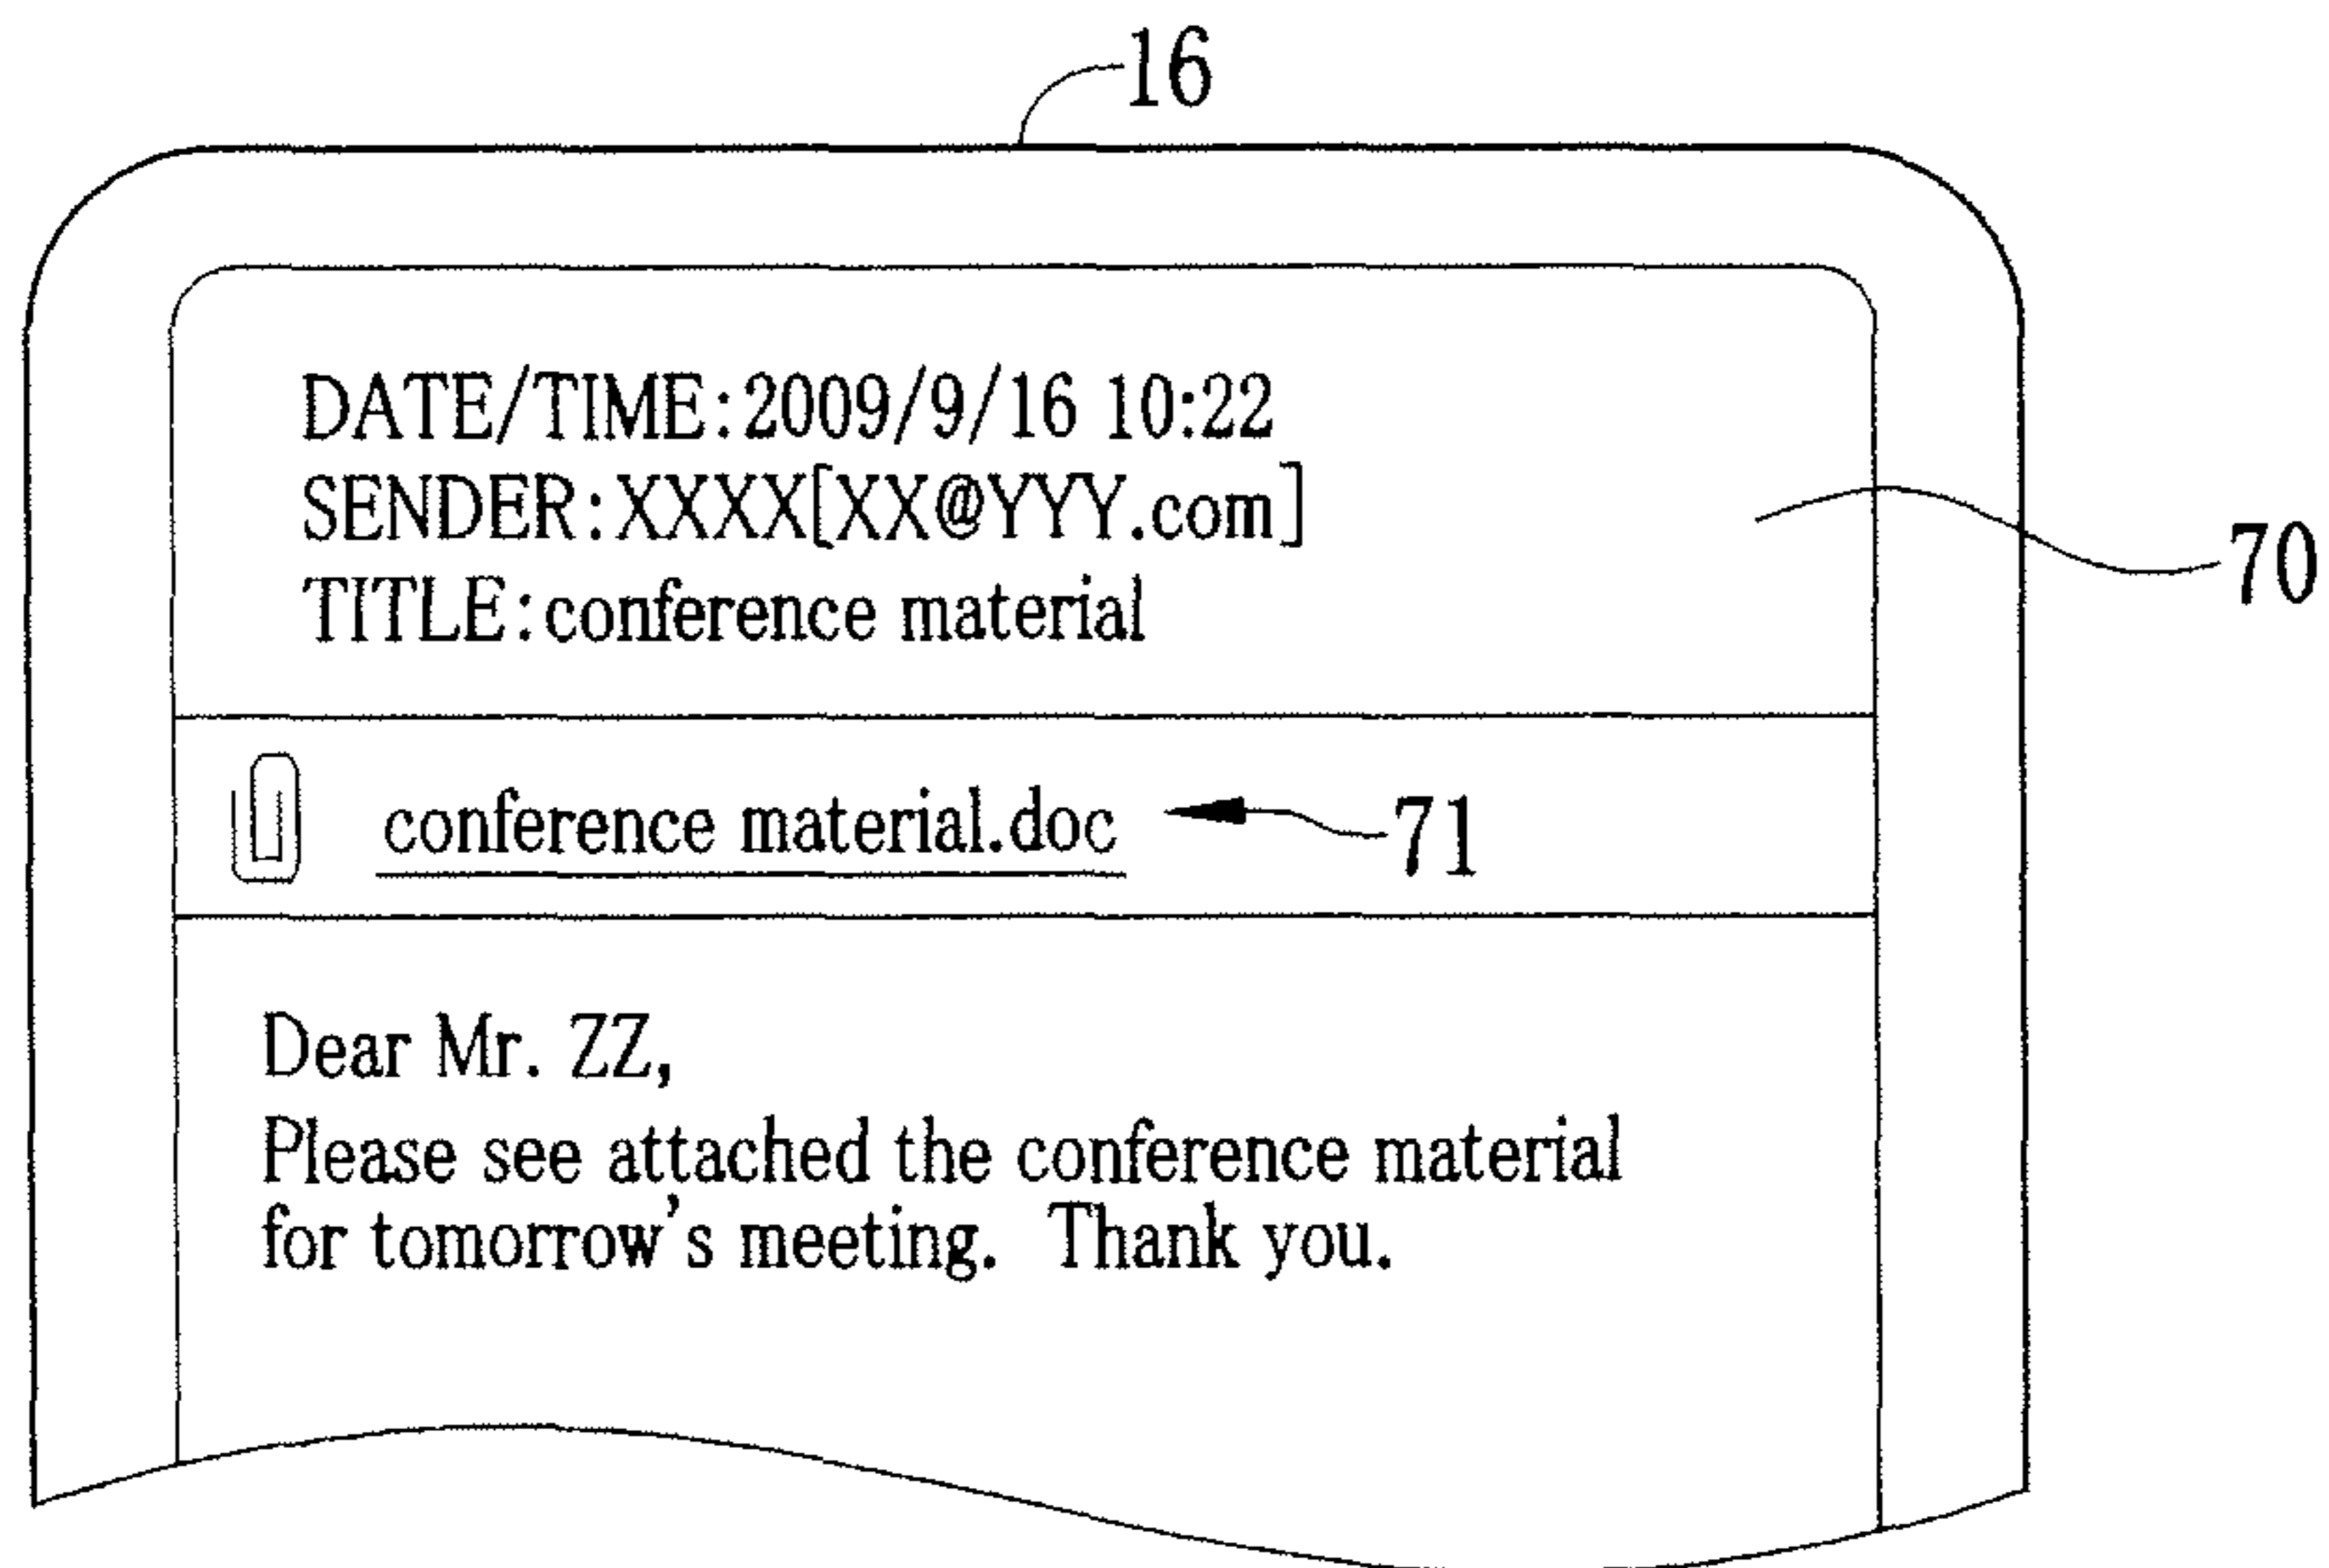 16
DATE/TIME:2009/9/16 10:22
SENDER:XXXX[XX@YYY.com]
70
TITLE:conference material
conference material.doc
71
Dear Mr. ZZ,
Please see attached the conference material
for tomorrow's meeting.  Thank you.